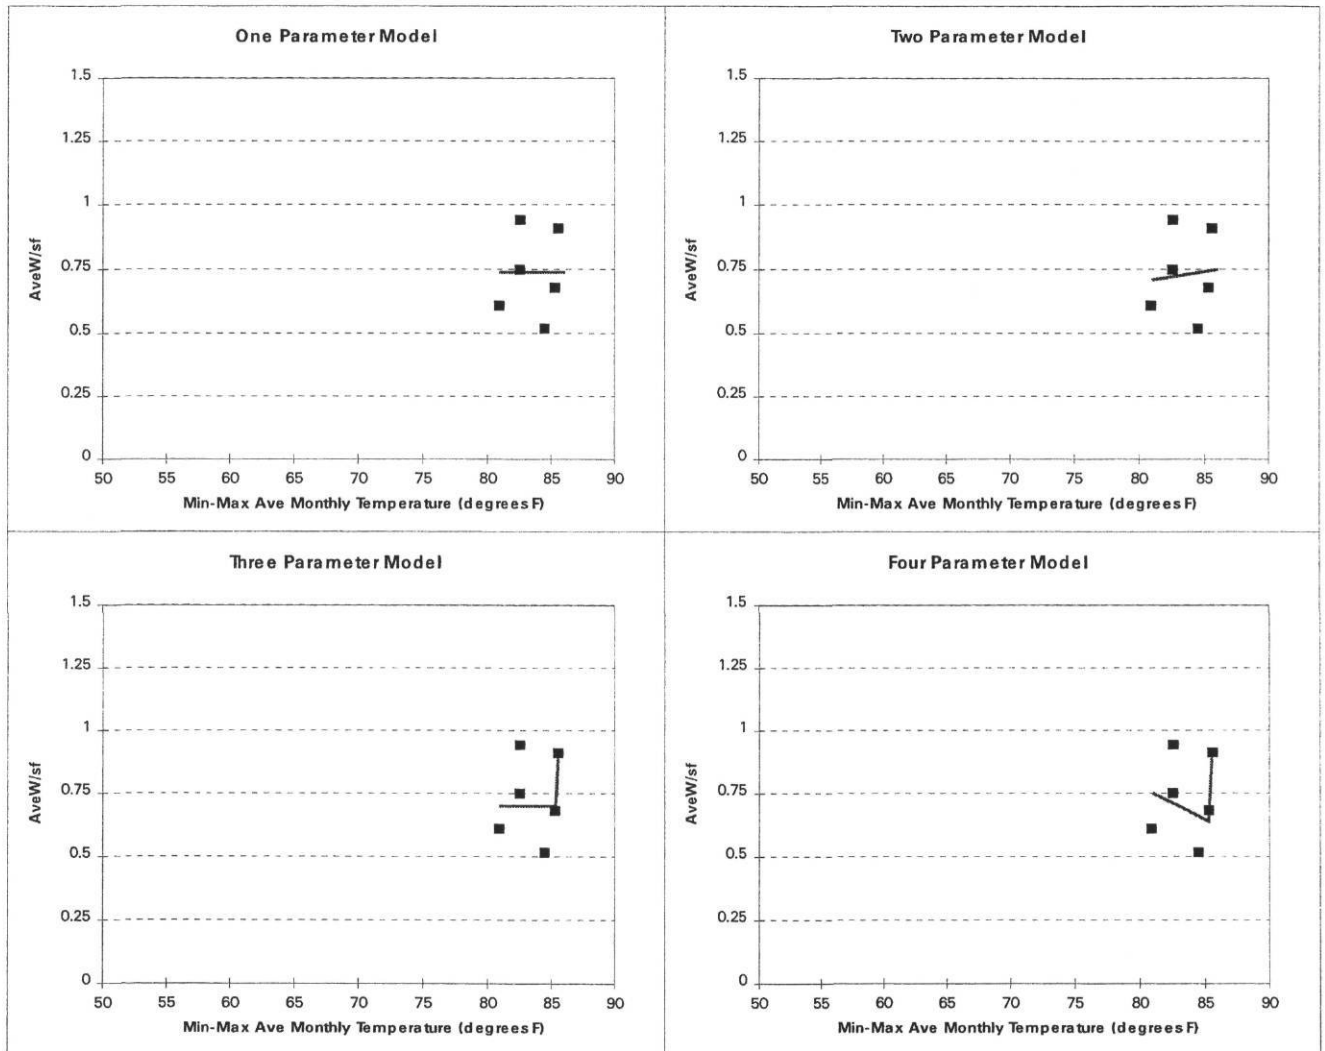 One Parameter Model
1.5
1.25
1
0.75
0.5
0.25
0
AveW/sf
50 55 60 65 70 75 80 85 90
Min-Max Ave Monthly Temperature (degrees F)
Two Parameter Model
1.5
1.25
1
0.75
0.5
0.25
0
AveW/sf
50 55 60 65 70 75 80 85 90
Min-Max Ave Monthly Temperature (degrees F)
Three Parameter Model
1.5
1.25
1
0.75
0.5
0.25
0
AveW/sf
50 55 60 65 70 75 80 85 90
Min-Max Ave Monthly Temperature (degrees F)
Four Parameter Model
1.5
1.25
1
0.75
0.5
0.25
0
AveW/sf
50 55 60 65 70 75 80 85 90
Min-Max Ave Monthly Temperature (degrees F)